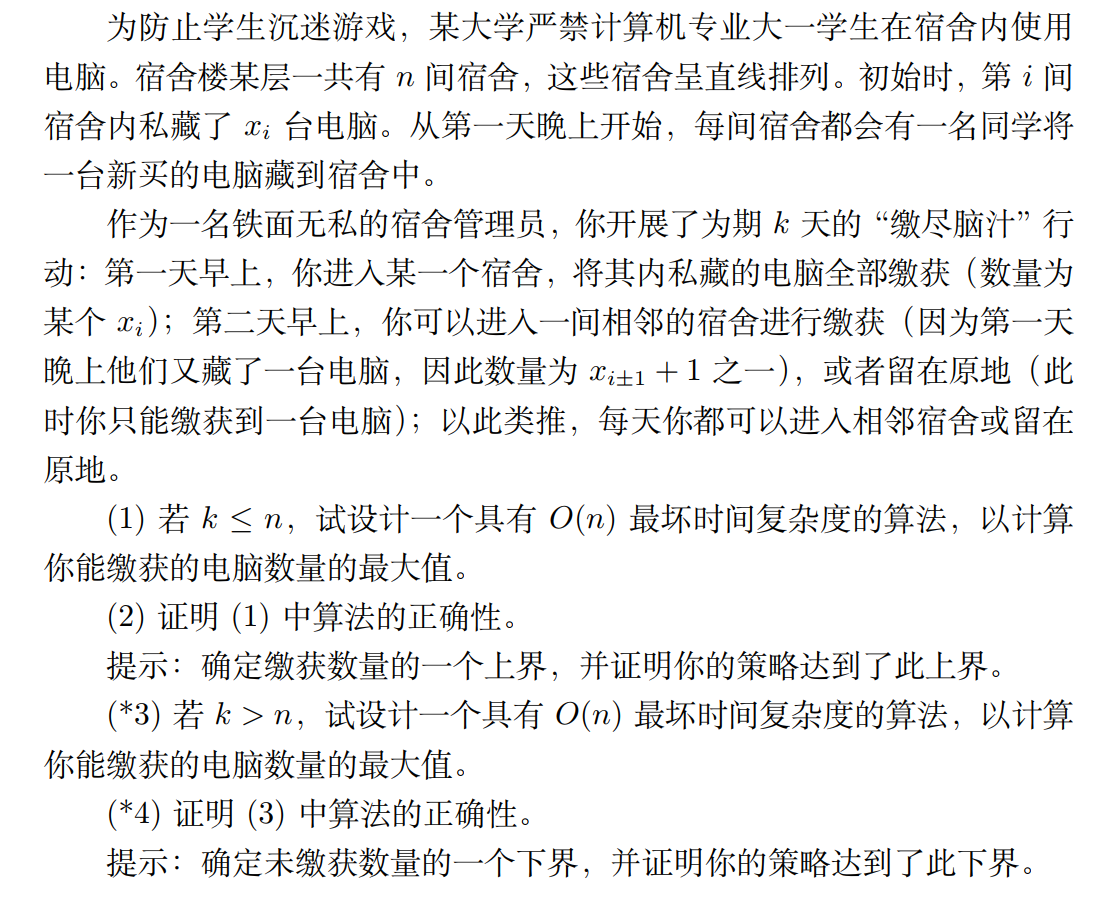 为防止学生沉迷游戏，某大学严禁计算机专业大一学生在宿舍内使用
电脑。宿舍楼某层一共有 n 间宿舍，这些宿舍呈直线排列。初始时，第 i 间
宿舍内私藏了 xᵢ 台电脑。从第一天晚上开始，每间宿舍都会有一名同学将
一台新买的电脑藏到宿舍中。
作为一名铁面无私的宿舍管理员，你开展了为期 k 天的 “缴尽脑汁” 行
动：第一天早上，你进入某一个宿舍，将其内私藏的电脑全部缴获（数量为
某个 xᵢ）；第二天早上，你可以进入一间相邻的宿舍进行缴获（因为第一天
晚上他们又藏了一台电脑，因此数量为 xᵢ±₁ + 1 之一），或者留在原地（此
时你只能缴获到一台电脑）；以此类推，每天你都可以进入相邻宿舍或留在
原地。
(1) 若 k ≤ n，试设计一个具有 O(n) 最坏时间复杂度的算法，以计算
你能缴获的电脑数量的最大值。
(2) 证明 (1) 中算法的正确性。
提示：确定缴获数量的一个上界，并证明你的策略达到了此上界。
(*3) 若 k > n，试设计一个具有 O(n) 最坏时间复杂度的算法，以计算
你能缴获的电脑数量的最大值。
(*4) 证明 (3) 中算法的正确性。
提示：确定未缴获数量的一个下界，并证明你的策略达到了此下界。